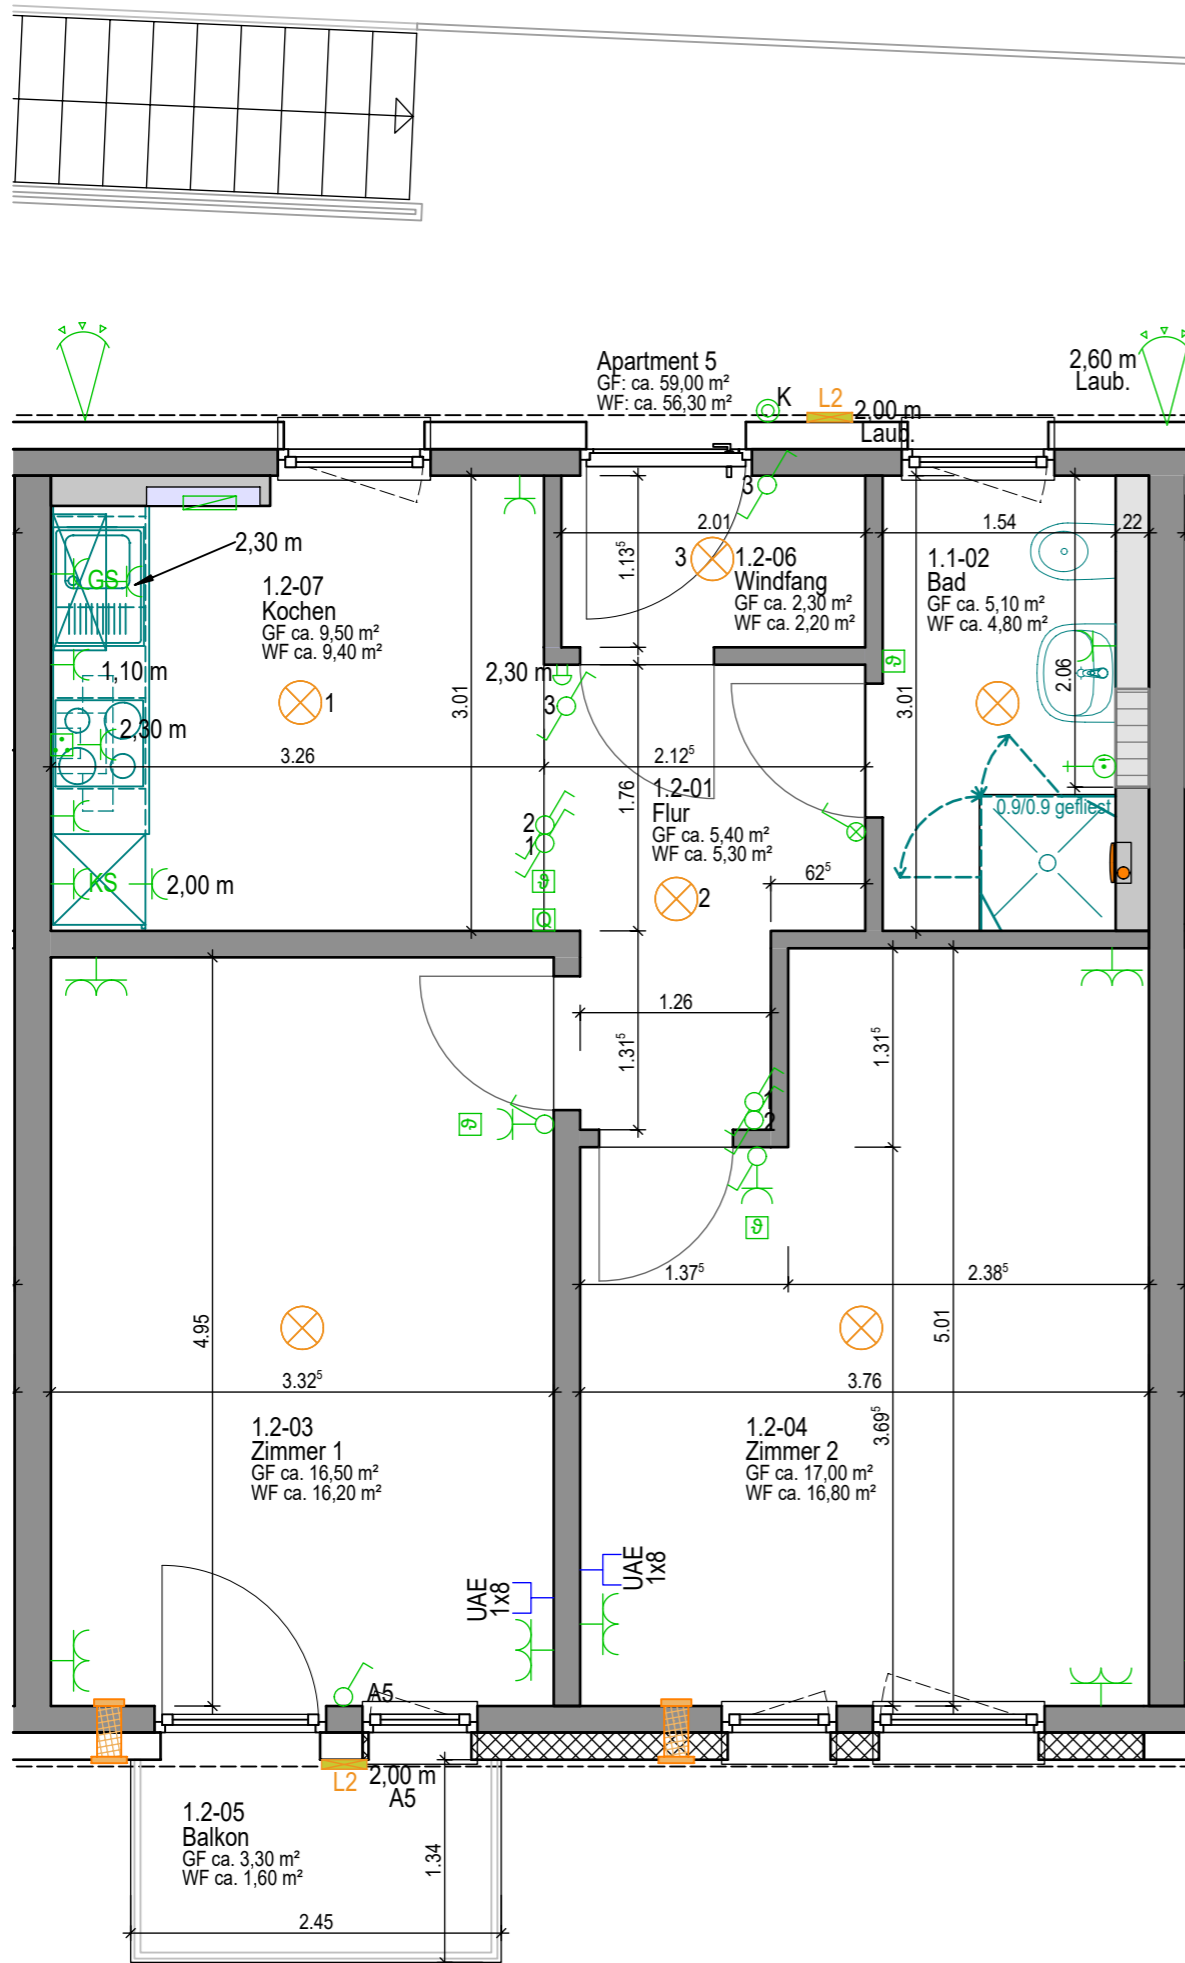 Apartment 5
GF: ca. 59,00 m²
WF: ca. 56,30 m²
K
L2
2,00 m
Laub.
2,60 m
Laub.
3
2.01
1.54
22
2,30 m
GS
1.2-07
Kochen
GF ca. 9,50 m²
WF ca. 9,40 m²
1.13⁵
3
1.2-06
Windfang
GF ca. 2,30 m²
WF ca. 2,20 m²
1.1-02
Bad
GF ca. 5,10 m²
WF ca. 4,80 m²
1,10 m
1
2,30 m
3
3.01
ϑ
3.01
2.06
2,30 m
3.26
2.12⁵
1.76
1.2-01
Flur
GF ca. 5,40 m²
WF ca. 5,30 m²
0.9/0.9 gefliest
2
1
ϑ
Q
KS
2,00 m
2
62⁵
1.26
1.31⁵
1.31⁵
1
2
ϑ
ϑ
1.37⁵
2.38⁵
4.95
5.01
3.32⁵
3.76
3.69⁵
1.2-03
Zimmer 1
GF ca. 16,50 m²
WF ca. 16,20 m²
1.2-04
Zimmer 2
GF ca. 17,00 m²
WF ca. 16,80 m²
UAE
1x8
UAE
1x8
A5
L2
2,00 m
A5
1.2-05
Balkon
GF ca. 3,30 m²
WF ca. 1,60 m²
1.34
2.45